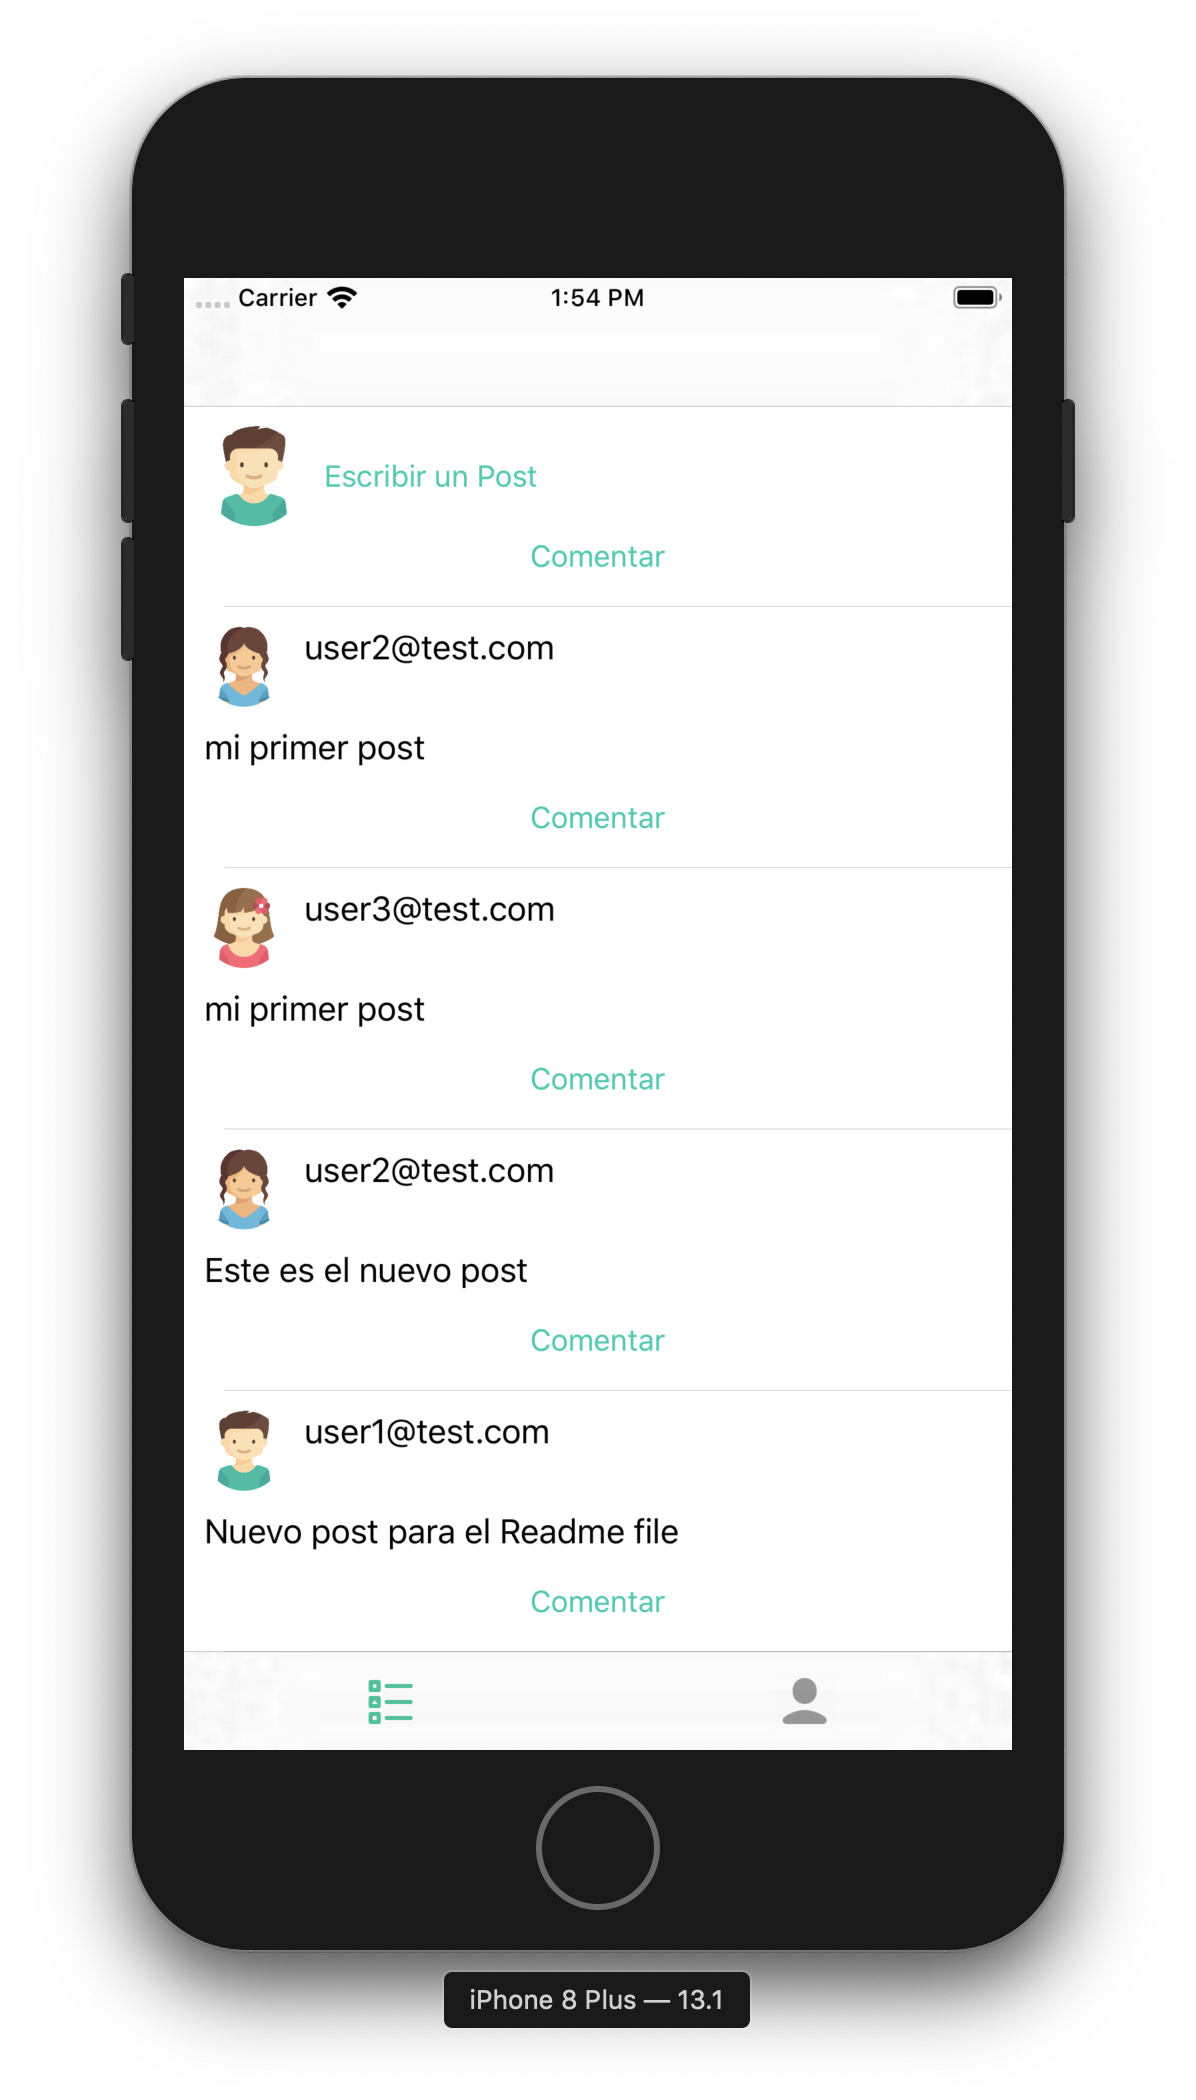 Carrier 1:54 PM
Escribir un Post
Comentar
user2@test.com
mi primer post
Comentar
user3@test.com
mi primer post
Comentar
user2@test.com
Este es el nuevo post
Comentar
user1@test.com
Nuevo post para el Readme file
Comentar
iPhone 8 Plus — 13.1